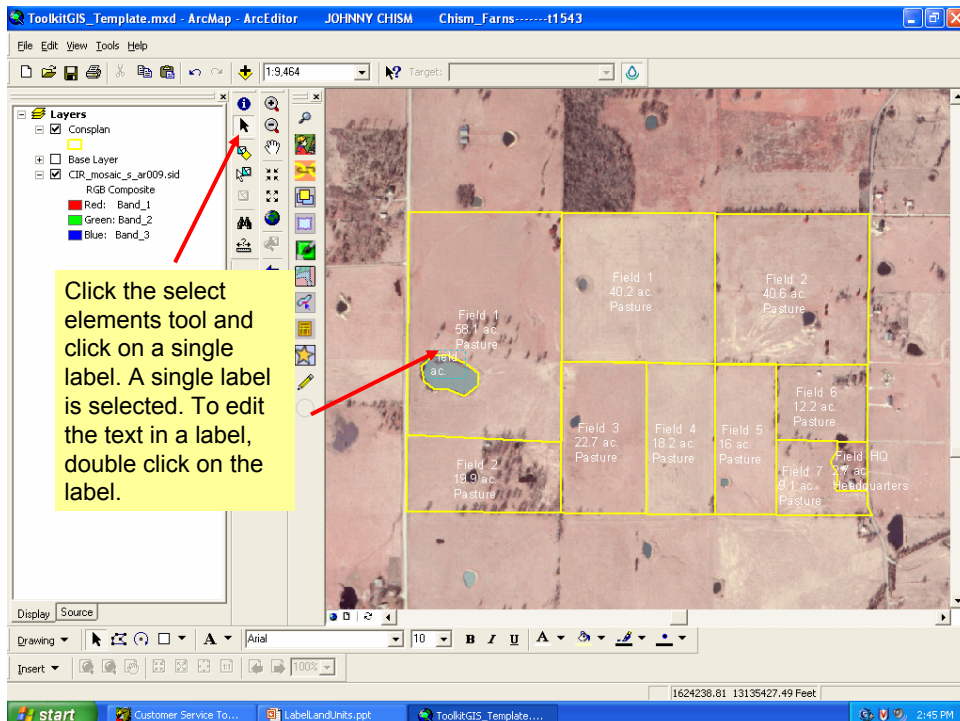 ToolkitGIS_Template.mxd - ArcMap - ArcEditor JOHNNY CHISM Chism_Farns-------t1543
File Edit View Tools Help
1:9,464
Target:
Layers
Consplan
Base Layer
CIR_mosaic_s_ar009.sid
RGB Composite
Red: Band_1
Green: Band_2
Blue: Band_3
Click the select
elements tool and
click on a single
label. A single label
is selected. To edit
the text in a label,
double click on the
label.
Field 1
58.1 ac.
Pasture
Field
ac.
Field 1
40.2 ac.
Pasture
Field 2
40.6 ac.
Pasture
Field 2
19.9 ac.
Pasture
Field 3
22.7 ac.
Pasture
Field 4
18.2 ac.
Pasture
Field 5
16 ac.
Pasture
Field 6
12.2 ac.
Pasture
Field 7
9.1 ac.
Pasture
Field HQ
2.7 ac.
Headquarters
Display Source
Drawing A Arial 10 B I U A
Insert 100%
1624238.81 13135427.49 Feet
start Customer Service To... LabelLandUnits.ppt ToolkitGIS_Template.... 2:45 PM